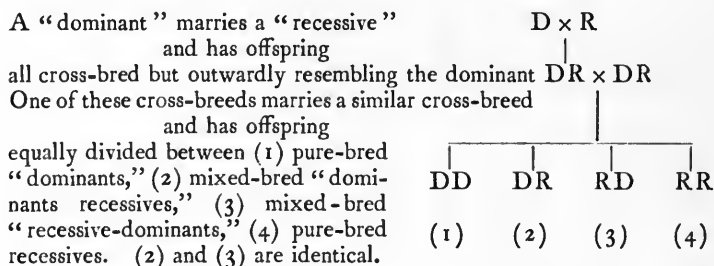 A “dominant” marries a “recessive” D × R
and has offspring
all cross-bred but outwardly resembling the dominant DR × DR
One of these cross-breeds marries a similar cross-breed
and has offspring
equally divided between (1) pure-bred
“dominants,” (2) mixed-bred “domi- DD DR RD RR
nants recessives,” (3) mixed-bred
“recessive-dominants,” (4) pure-bred (1) (2) (3) (4)
recessives. (2) and (3) are identical.